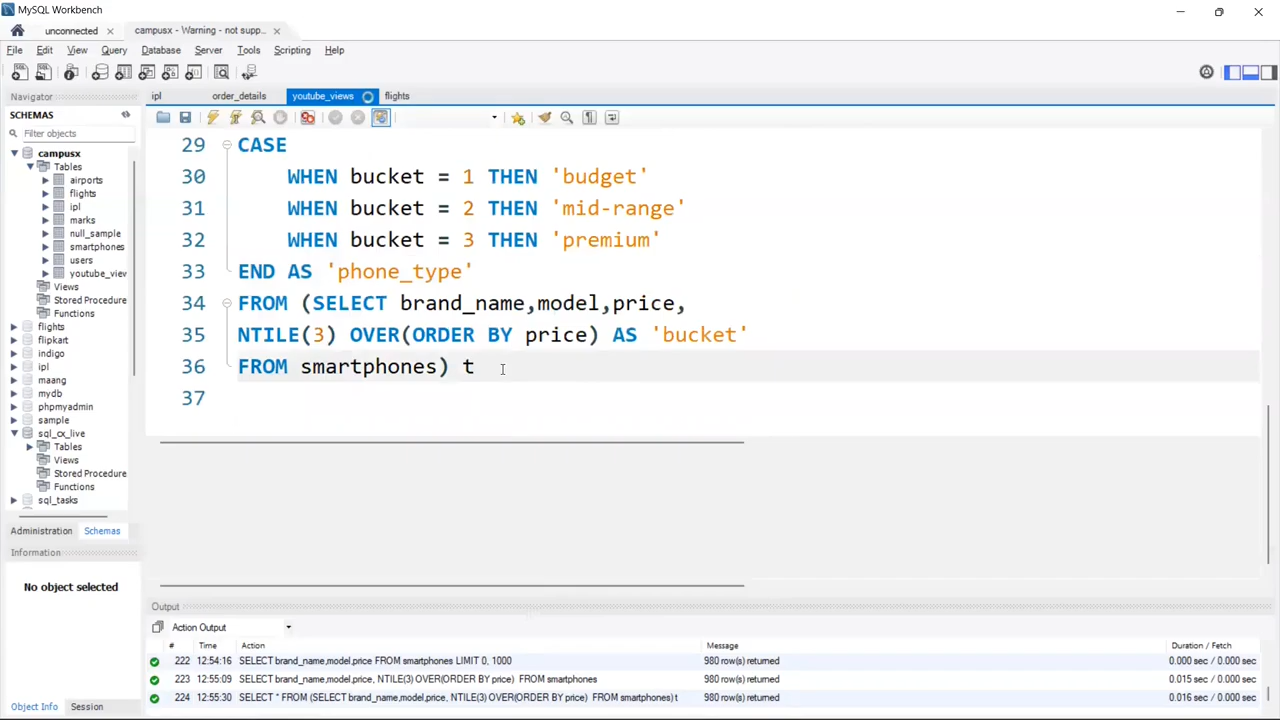 MySQL Workbench
unconnected
campusx - Warning - not supp...
File Edit View Query Database Server Tools Scripting Help
Navigator
SCHEMAS
Filter objects
campusx
Tables
airports
flights
ipl
marks
null_sample
smartphones
users
youtube_view
Views
Stored Procedure
Functions
flights
flipkart
indigo
ipl
maang
mydb
phpmyadmin
sample
sql_cx_live
Tables
Views
Stored Procedure
Functions
sql_tasks
Administration Schemas
Information
No object selected
Object Info Session
ipl order_details youtube_views flights
29 CASE
30 WHEN bucket = 1 THEN 'budget'
31 WHEN bucket = 2 THEN 'mid-range'
32 WHEN bucket = 3 THEN 'premium'
33 END AS 'phone_type'
34 FROM (SELECT brand_name,model,price,
35 NTILE(3) OVER(ORDER BY price) AS 'bucket'
36 FROM smartphones) t
37
Output
Action Output
# Time Action Message Duration / Fetch
222 12:54:16 SELECT brand_name,model,price FROM smartphones LIMIT 0, 1000 980 row(s) returned 0.000 sec / 0.000 sec
223 12:55:09 SELECT brand_name,model,price, NTILE(3) OVER(ORDER BY price) FROM smartphones 980 row(s) returned 0.015 sec / 0.000 sec
224 12:55:30 SELECT * FROM (SELECT brand_name,model,price, NTILE(3) OVER(ORDER BY price) FROM smartphones) t 980 row(s) returned 0.016 sec / 0.000 sec